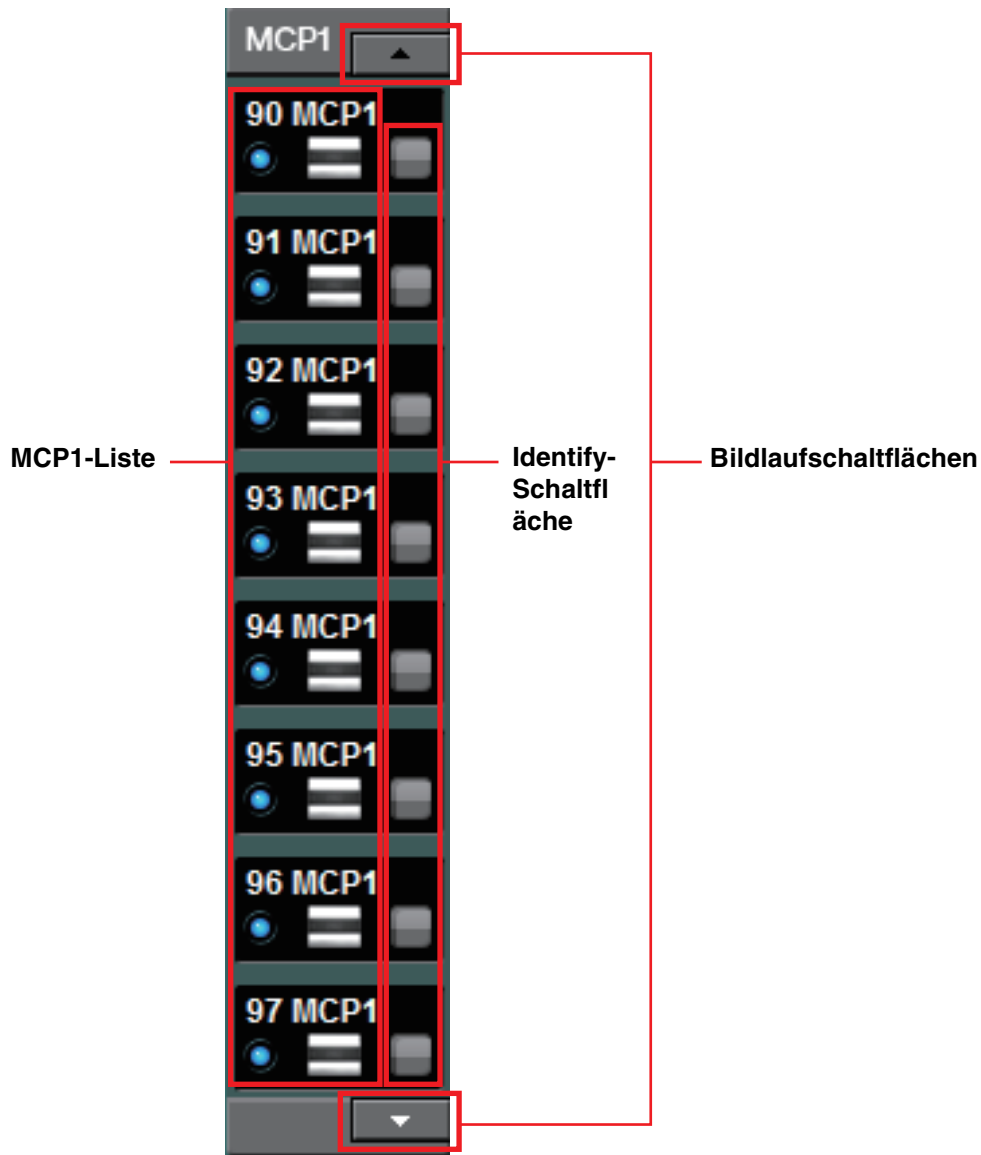 MCP1
90 MCP1
91 MCP1
92 MCP1
93 MCP1
94 MCP1
95 MCP1
96 MCP1
97 MCP1
MCP1-Liste
Identify-
Schaltfl
äche
Bildlaufschaltflächen